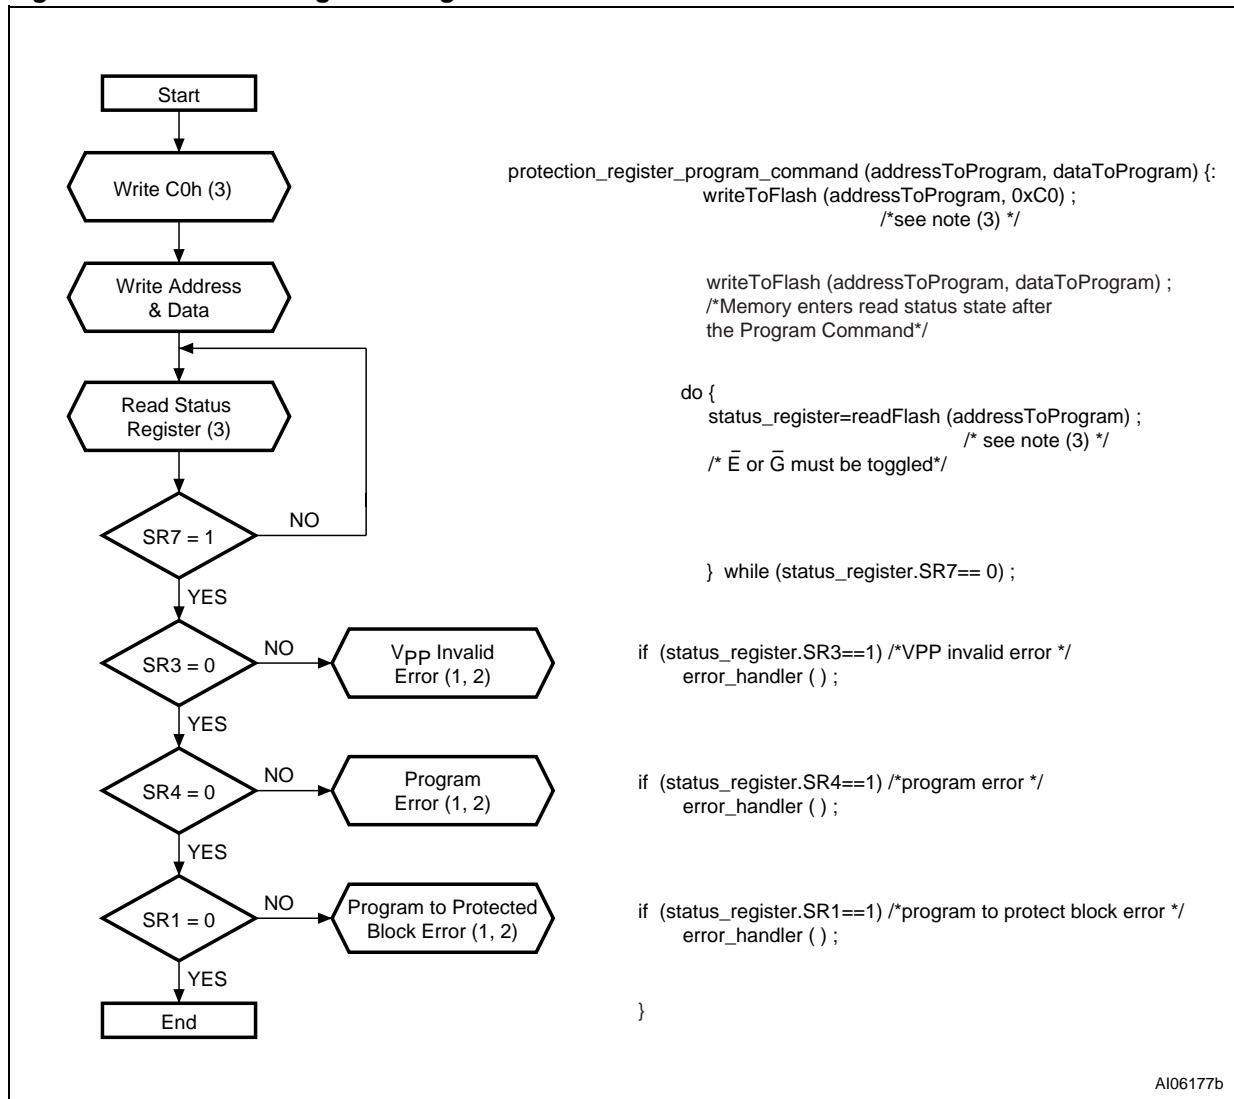 Start
Write C0h (3)
Write Address
& Data
Read Status
Register (3)
SR7 = 1
NO
YES
SR3 = 0
NO
VPP Invalid
Error (1, 2)
YES
SR4 = 0
NO
Program
Error (1, 2)
YES
SR1 = 0
NO
Program to Protected
Block Error (1, 2)
YES
End
protection_register_program_command (addressToProgram, dataToProgram) {:
writeToFlash (addressToProgram, 0xC0) ;
/*see note (3) */
writeToFlash (addressToProgram, dataToProgram) ;
/*Memory enters read status state after
the Program Command*/
do {
status_register=readFlash (addressToProgram) ;
/* see note (3) */
/* E̅ or G̅ must be toggled*/
} while (status_register.SR7== 0) ;
if (status_register.SR3==1) /*VPP invalid error */
error_handler ( ) ;
if (status_register.SR4==1) /*program error */
error_handler ( ) ;
if (status_register.SR1==1) /*program to protect block error */
error_handler ( ) ;
}
AI06177b